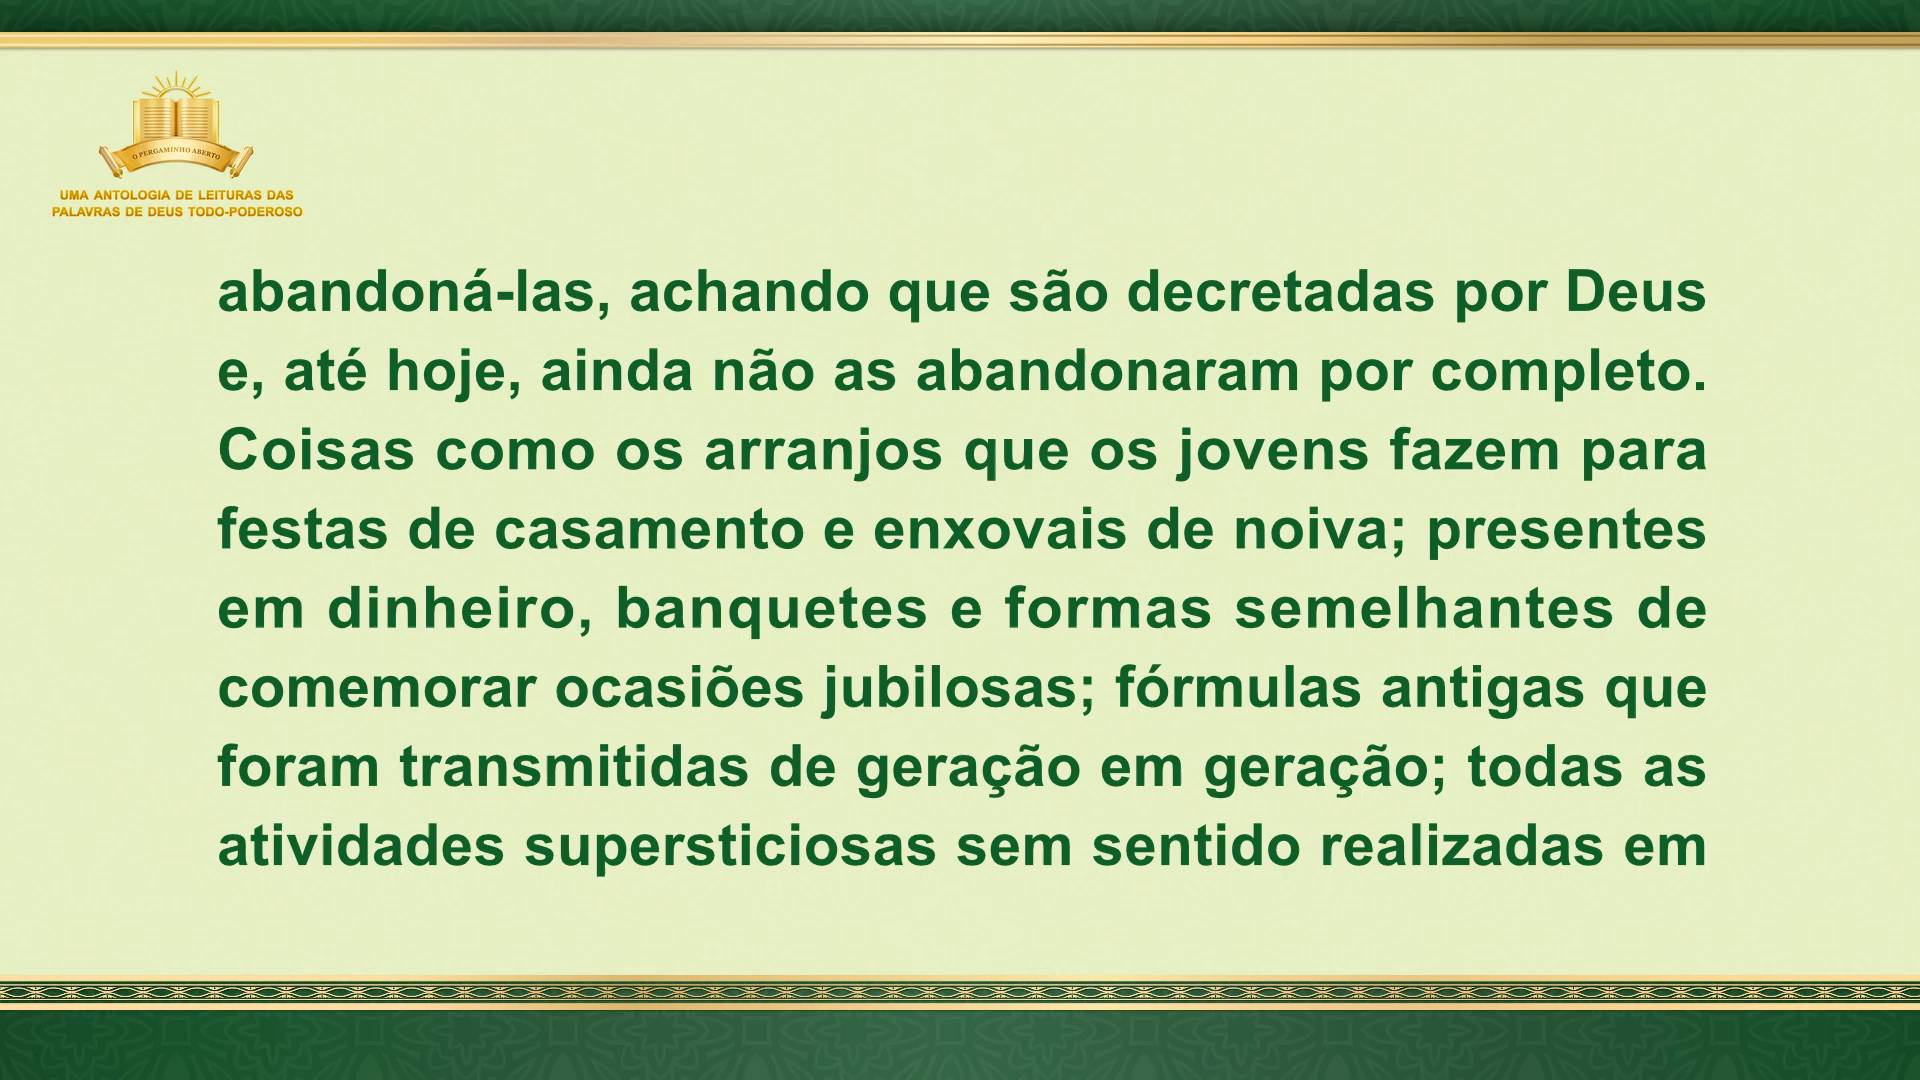 O PERGAMINHO ABERTO
UMA ANTOLOGIA DE LEITURAS DAS
PALAVRAS DE DEUS TODO-PODEROSO
abandoná-las, achando que são decretadas por Deus
e, até hoje, ainda não as abandonaram por completo.
Coisas como os arranjos que os jovens fazem para
festas de casamento e enxovais de noiva; presentes
em dinheiro, banquetes e formas semelhantes de
comemorar ocasiões jubilosas; fórmulas antigas que
foram transmitidas de geração em geração; todas as
atividades supersticiosas sem sentido realizadas em